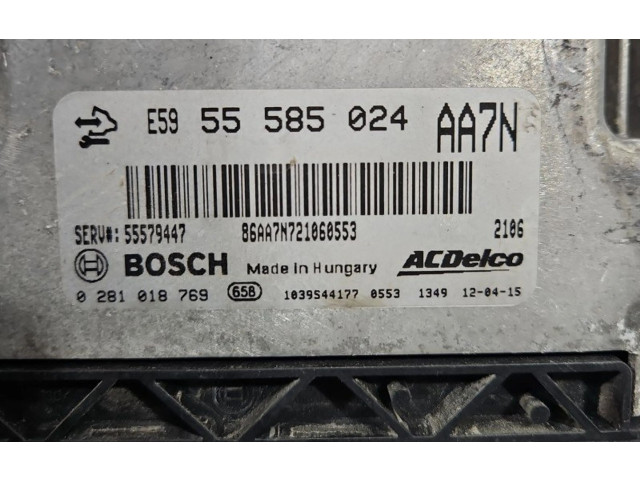 E59 55 585 024 AA7N
SERV#: 55579447 86AA7N721060553 2106
BOSCH Made in Hungary ACDelco
0 281 018 769 65B 1039S44177 0553 1349 12-04-15